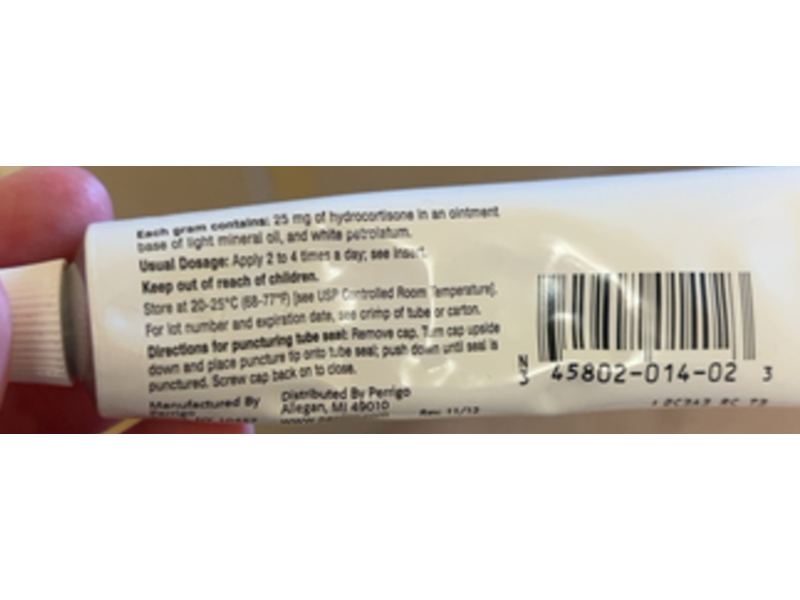 Each gram contains: 25 mg of hydrocortisone in an ointment
base of light mineral oil, and white petrolatum.
Usual Dosage: Apply 2 to 4 times a day; see insert.
Keep out of reach of children.
Store at 20-25°C (68-77°F) [see USP Controlled Room Temperature].
For lot number and expiration date, see crimp of tube or carton.
Directions for puncturing tube seal: Remove cap. Turn cap upside
down and place puncture tip onto tube seal; push down until seal is
punctured. Screw cap back on to close.
Manufactured By
Perrigo
Distributed By Perrigo
Allegan, MI 49010
Rev. 11/13
N
3 45802-014-02 3